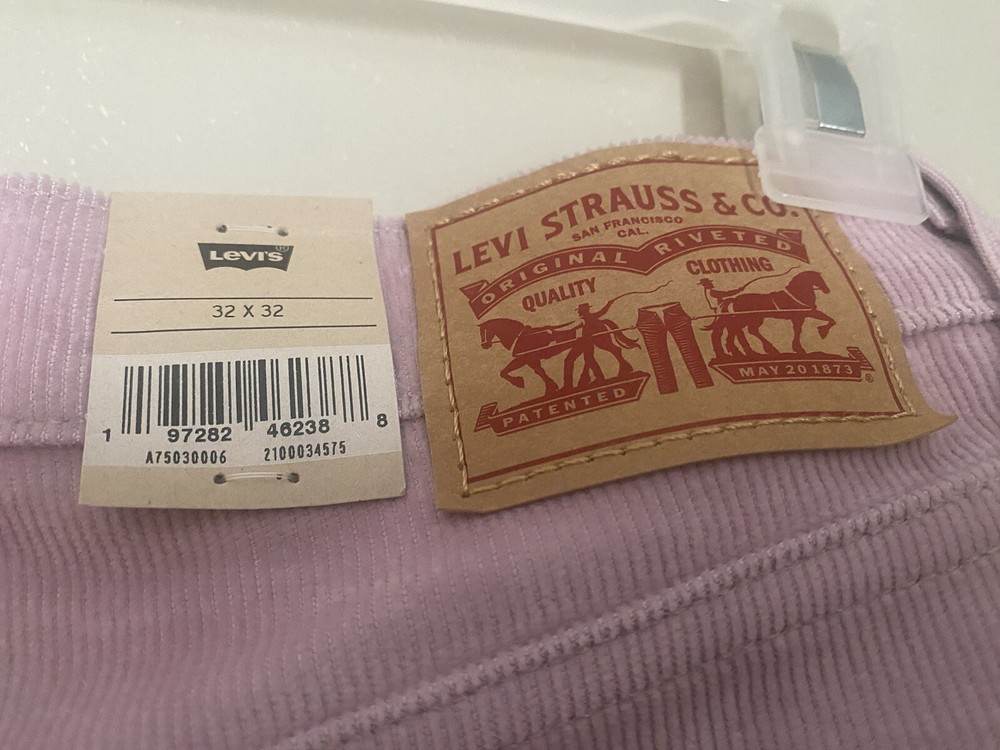 LEVI'S®
32 X 32
1 97282 46238 8
A75030006 2100034575
LEVI STRAUSS & CO.
SAN FRANCISCO
CAL.
ORIGINAL RIVETED
QUALITY CLOTHING
PATENTED MAY 20 1873 ®